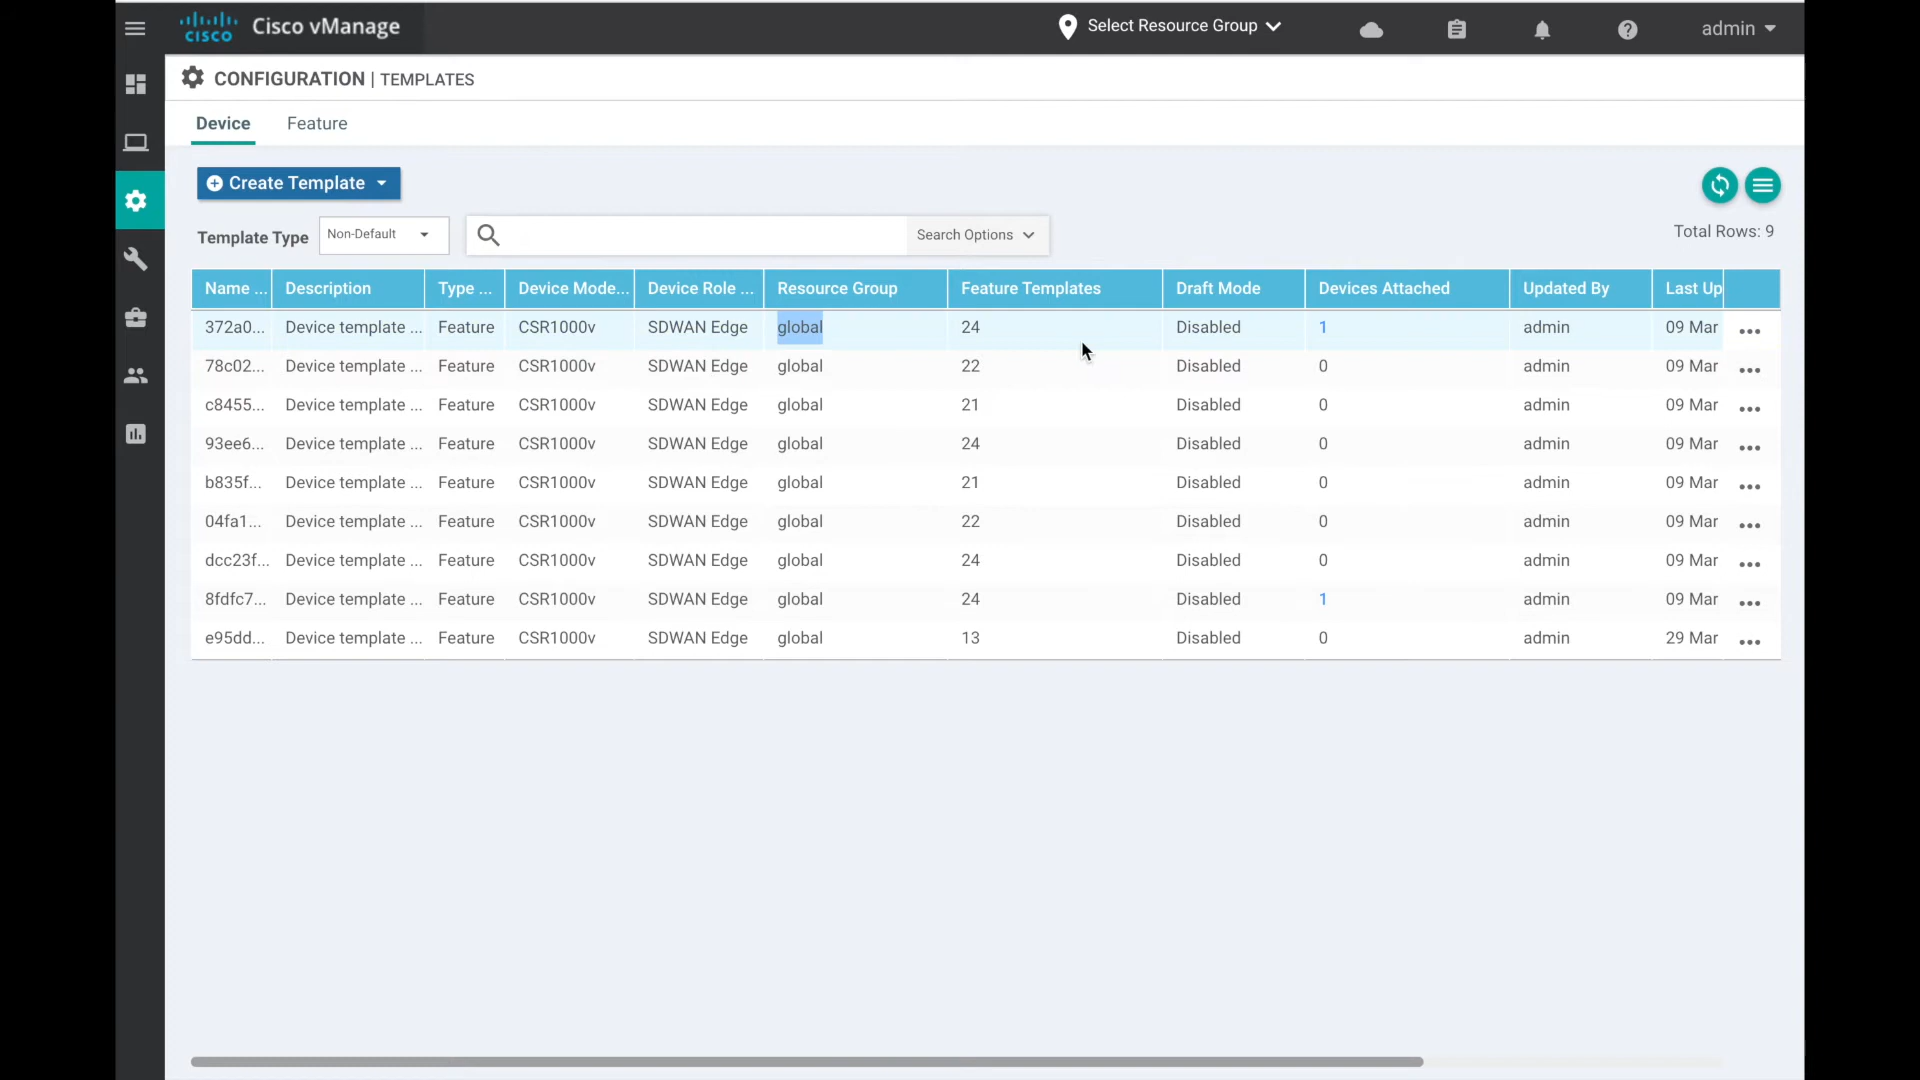 cisco Cisco vManage Select Resource Group admin
CONFIGURATION | TEMPLATES
Device Feature
Create Template
Template Type Non-Default Search Options Total Rows: 9
Name ... Description Type ... Device Mode... Device Role ... Resource Group Feature Templates Draft Mode Devices Attached Updated By Last Up
372a0... Device template ... Feature CSR1000v SDWAN Edge global 24 Disabled 1 admin 09 Mar ...
78c02... Device template ... Feature CSR1000v SDWAN Edge global 22 Disabled 0 admin 09 Mar ...
c8455... Device template ... Feature CSR1000v SDWAN Edge global 21 Disabled 0 admin 09 Mar ...
93ee6... Device template ... Feature CSR1000v SDWAN Edge global 24 Disabled 0 admin 09 Mar ...
b835f... Device template ... Feature CSR1000v SDWAN Edge global 21 Disabled 0 admin 09 Mar ...
04fa1... Device template ... Feature CSR1000v SDWAN Edge global 22 Disabled 0 admin 09 Mar ...
dcc23f... Device template ... Feature CSR1000v SDWAN Edge global 24 Disabled 0 admin 09 Mar ...
8fdfc7... Device template ... Feature CSR1000v SDWAN Edge global 24 Disabled 1 admin 09 Mar ...
e95dd... Device template ... Feature CSR1000v SDWAN Edge global 13 Disabled 0 admin 29 Mar ...